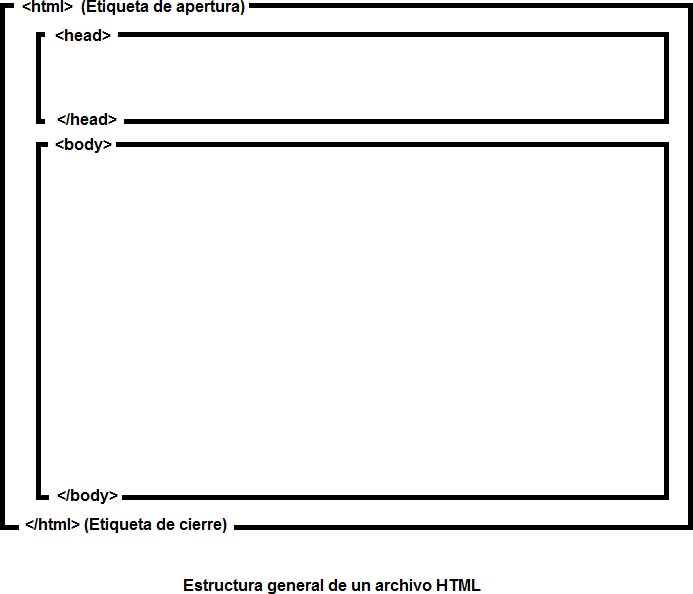 <html> (Etiqueta de apertura)
<head>
</head>
<body>
</body>
</html> (Etiqueta de cierre)
Estructura general de un archivo HTML